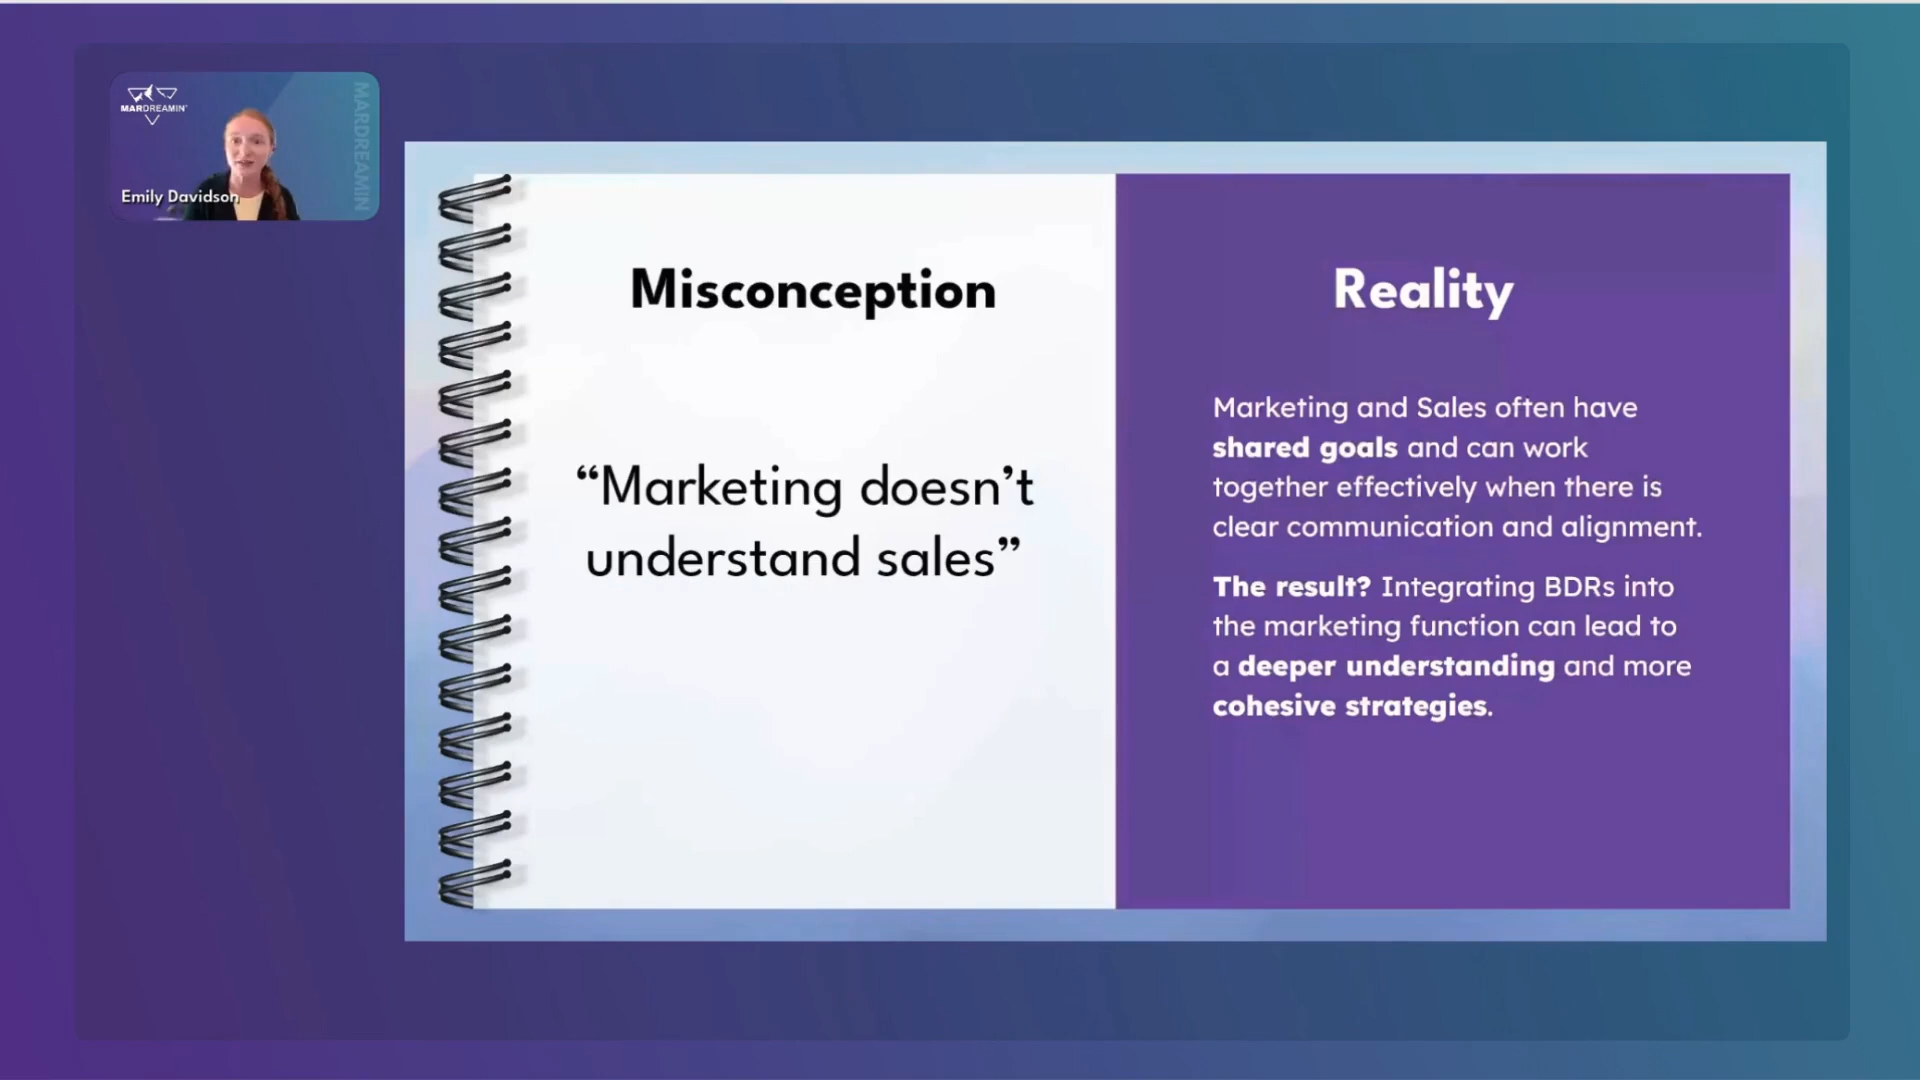 MARDREAMIN'
MARDREAMIN
Emily Davidson
Misconception
“Marketing doesn’t
understand sales”
Reality
Marketing and Sales often have
shared goals and can work
together effectively when there is
clear communication and alignment.
The result? Integrating BDRs into
the marketing function can lead to
a deeper understanding and more
cohesive strategies.